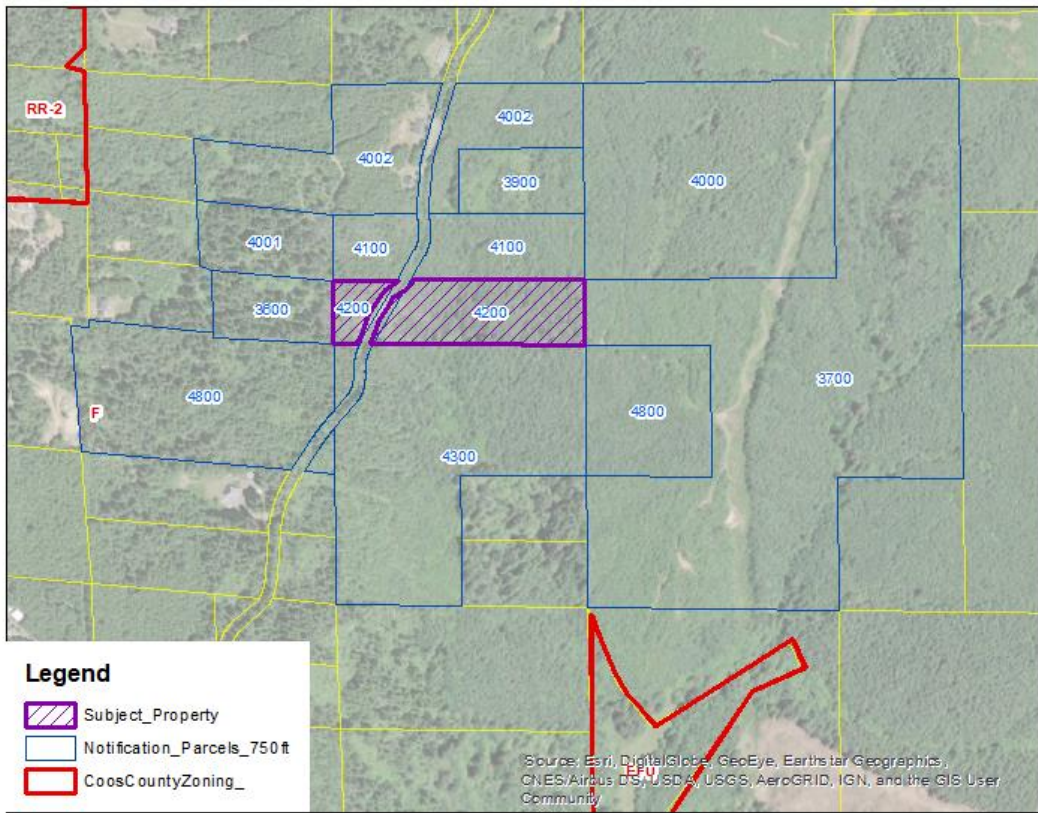 RR-2
4002
4002
3900
4000
4001
4100
4100
3600
4200
4200
3700
4800
4800
F
4300
Legend
Subject_Property
Notification_Parcels_750ft
CoosCountyZoning_
EFU
Source: Esri, DigitalGlobe, GeoEye, Earthstar Geographics,
CNES/Airbus DS, USDA, USGS, AeroGRID, IGN, and the GIS User
Community